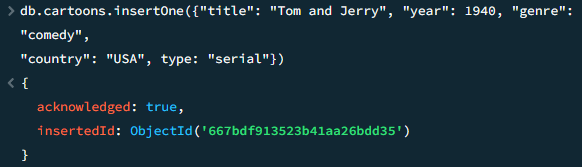 > db.cartoons.insertOne({"title": "Tom and Jerry", "year": 1940, "genre":
"comedy",
"country": "USA", type: "serial"})
< {
acknowledged: true,
insertedId: ObjectId('667bdf913523b41aa26bdd35')
}